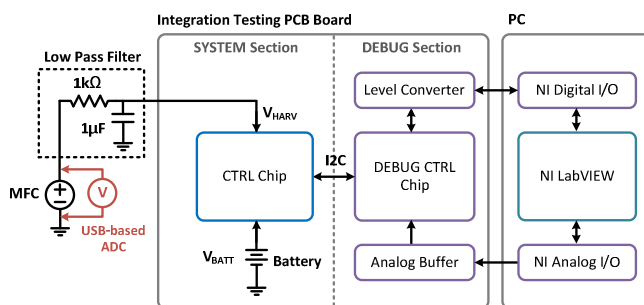 Integration Testing PCB Board
PC
Low Pass Filter
SYSTEM Section
DEBUG Section
1kΩ
1µF
Level Converter
NI Digital I/O
VHARV
I2C
CTRL Chip
DEBUG CTRL
Chip
NI LabVIEW
MFC
V
USB-based
ADC
VBATT
Battery
Analog Buffer
NI Analog I/O